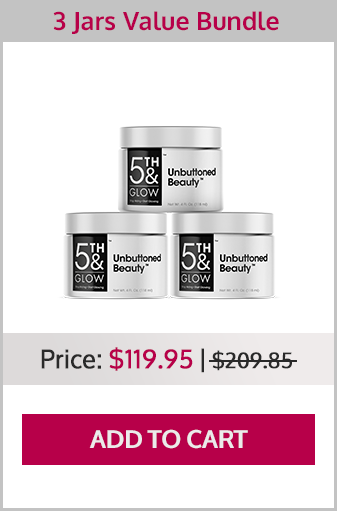 3 Jars Value Bundle
5TH
&
GLOW
Unbuttoned
Beauty™
5TH
&
GLOW
Unbuttoned
Beauty™
5TH
&
GLOW
Unbuttoned
Beauty™
Price: $119.95 | $209.85
ADD TO CART